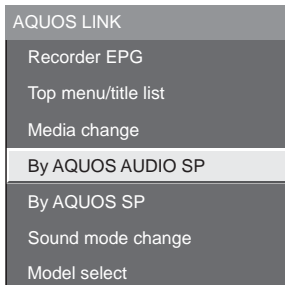 AQUOS LINK
Recorder EPG
Top menu/title list
Media change
By AQUOS AUDIO SP
By AQUOS SP
Sound mode change
Model select